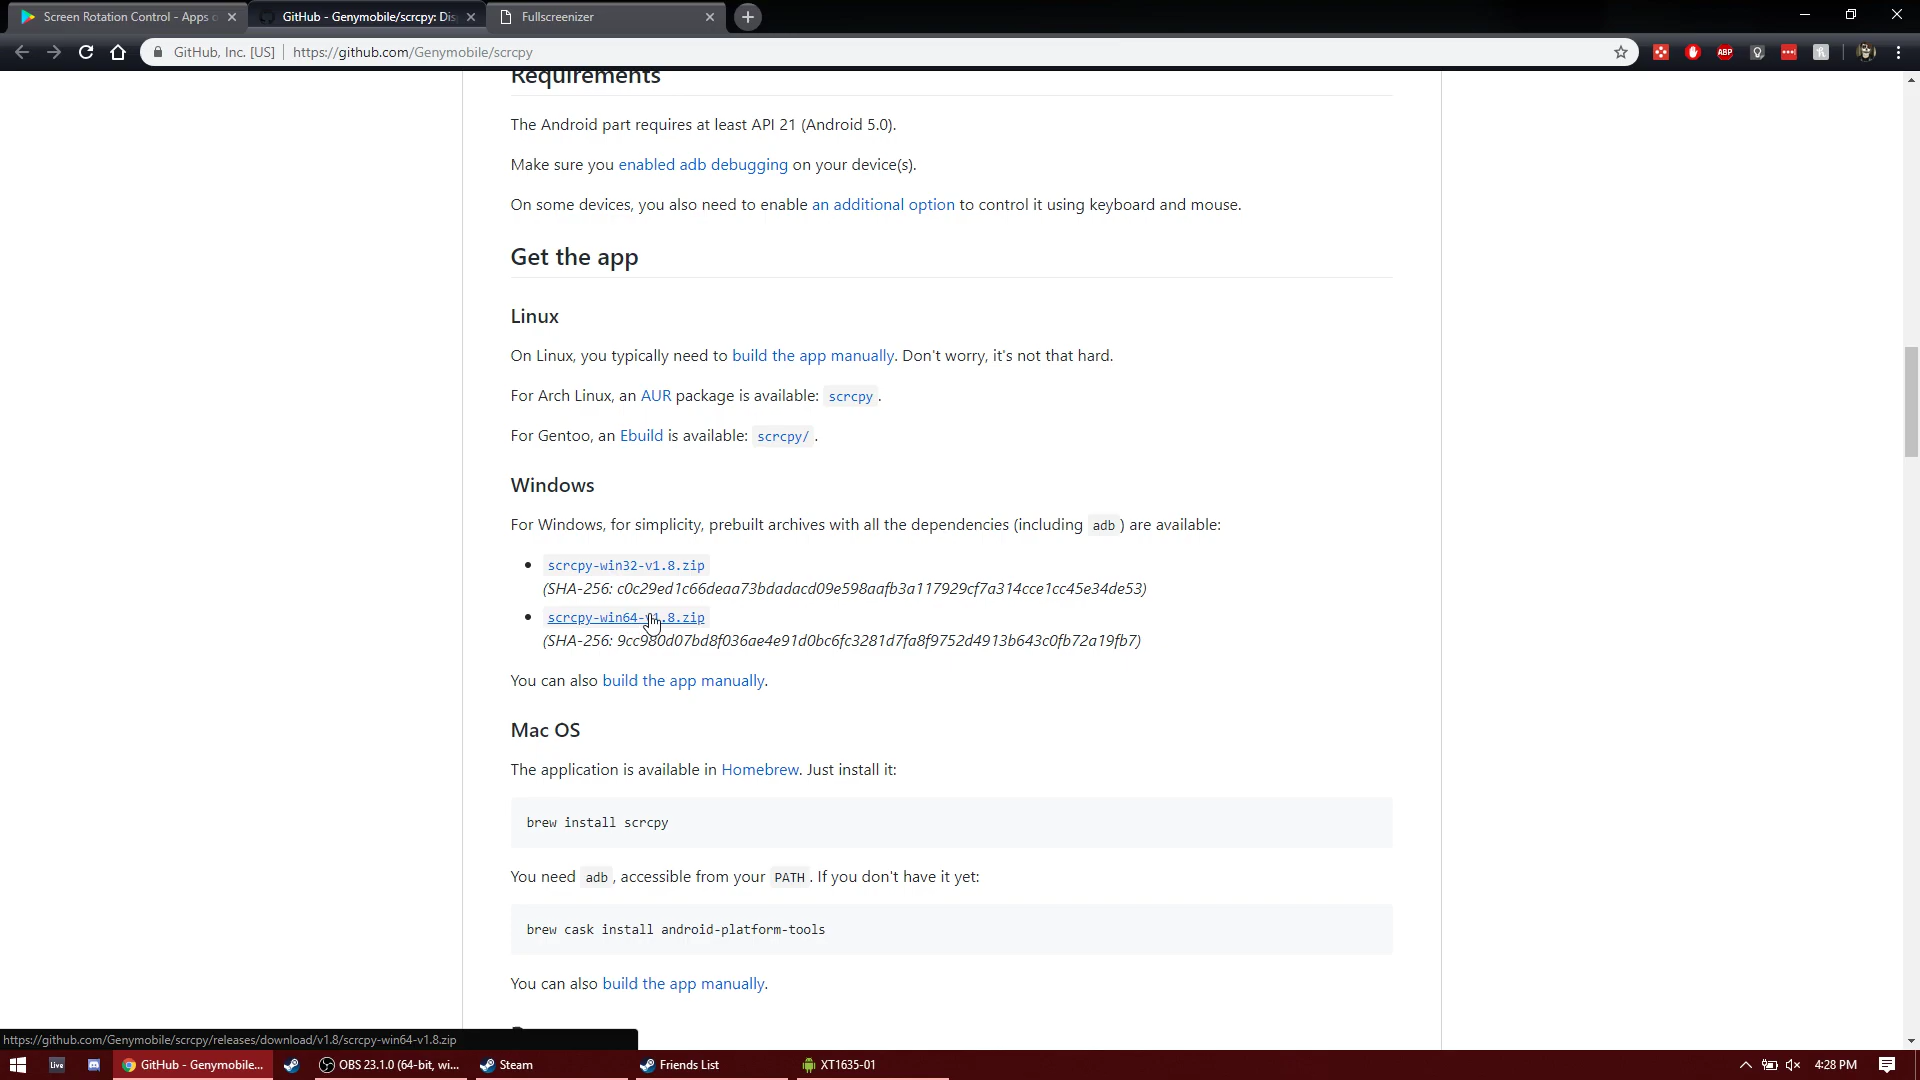 Screen Rotation Control - Apps o
GitHub - Genymobile/scrcpy: Dis
Fullscreenizer
GitHub, Inc. [US] | https://github.com/Genymobile/scrcpy
ABP
Requirements
The Android part requires at least API 21 (Android 5.0).
Make sure you enabled adb debugging on your device(s).
On some devices, you also need to enable an additional option to control it using keyboard and mouse.
Get the app
Linux
On Linux, you typically need to build the app manually. Don't worry, it's not that hard.
For Arch Linux, an AUR package is available: scrcpy .
For Gentoo, an Ebuild is available: scrcpy/ .
Windows
For Windows, for simplicity, prebuilt archives with all the dependencies (including adb ) are available:
scrcpy-win32-v1.8.zip
(SHA-256: c0c29ed1c66deaa73bdadacd09e598aafb3a117929cf7a314cce1cc45e34de53)
scrcpy-win64-v1.8.zip
(SHA-256: 9cc980d07bd8f036ae4e91d0bc6fc3281d7fa8f9752d4913b643c0fb72a19fb7)
You can also build the app manually.
Mac OS
The application is available in Homebrew. Just install it:
brew install scrcpy
You need adb , accessible from your PATH . If you don't have it yet:
brew cask install android-platform-tools
You can also build the app manually.
https://github.com/Genymobile/scrcpy/releases/download/v1.8/scrcpy-win64-v1.8.zip
Live
GitHub - Genymobile...
OBS 23.1.0 (64-bit, wi...
Steam
Friends List
XT1635-01
4:28 PM